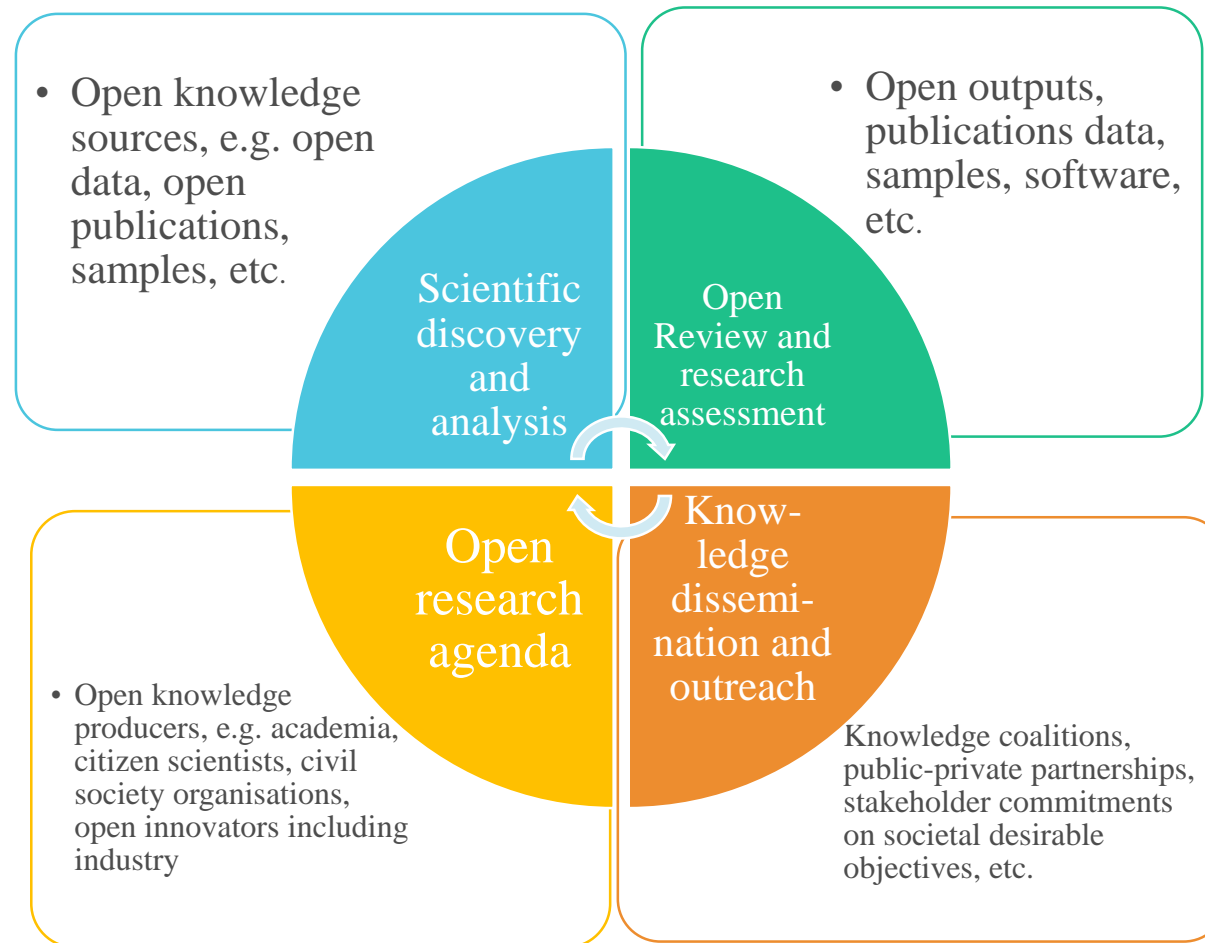 • Open knowledge
sources, e.g. open
data, open
publications,
samples, etc.
• Open outputs,
publications data,
samples, software,
etc.
Scientific
discovery
and
analysis
Open
Review and
research
assessment
Open
research
agenda
Know-
ledge
dissemi-
nation and
outreach
• Open knowledge
producers, e.g. academia,
citizen scientists, civil
society organisations,
open innovators including
industry
Knowledge coalitions,
public-private partnerships,
stakeholder commitments
on societal desirable
objectives, etc.